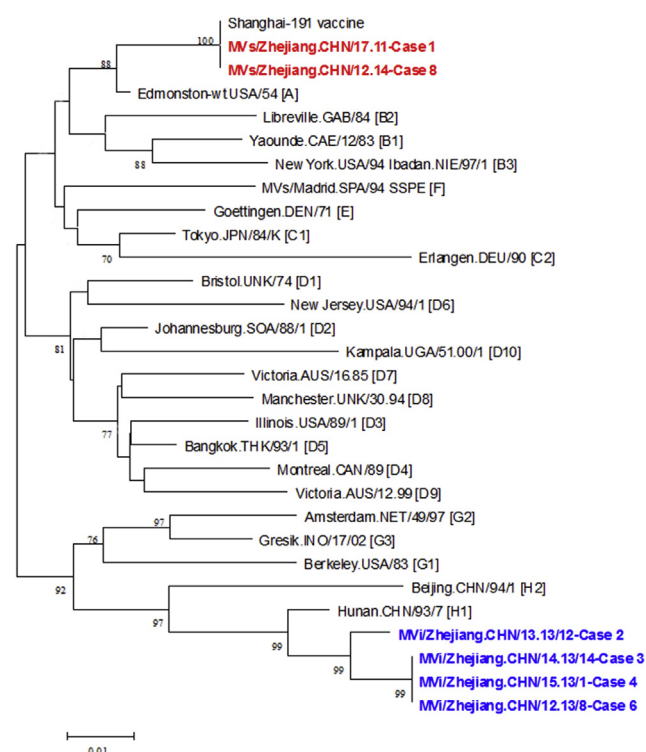 Shanghai-191 vaccine
100
MVs/Zhejiang.CHN/17.11-Case 1
88
MVs/Zhejiang.CHN/12.14-Case 8
Edmonston-wt.USA/54 [A]
Libreville.GAB/84 [B2]
Yaounde.CAE/12/83 [B1]
88
New York.USA/94 Ibadan.NIE/97/1 [B3]
MVs/Madrid.SPA/94 SSPE [F]
Goettingen.DEN/71 [E]
Tokyo.JPN/84/K [C1]
70
Erlangen.DEU/90 [C2]
Bristol.UNK/74 [D1]
New Jersey.USA/94/1 [D6]
Johannesburg.SOA/88/1 [D2]
81
Kampala.UGA/51.00/1 [D10]
Victoria.AUS/16.85 [D7]
Manchester.UNK/30.94 [D8]
Illinois.USA/89/1 [D3]
77
Bangkok.THK/93/1 [D5]
Montreal.CAN/89 [D4]
Victoria.AUS/12.99 [D9]
Amsterdam.NET/49/97 [G2]
97
76
Gresik.INO/17/02 [G3]
Berkeley.USA/83 [G1]
92
Beijing.CHN/94/1 [H2]
Hunan.CHN/93/7 [H1]
97
MVi/Zhejiang.CHN/13.13/12-Case 2
99
MVi/Zhejiang.CHN/14.13/14-Case 3
99
MVi/Zhejiang.CHN/15.13/1-Case 4
99
MVi/Zhejiang.CHN/12.13/8-Case 6
0.01